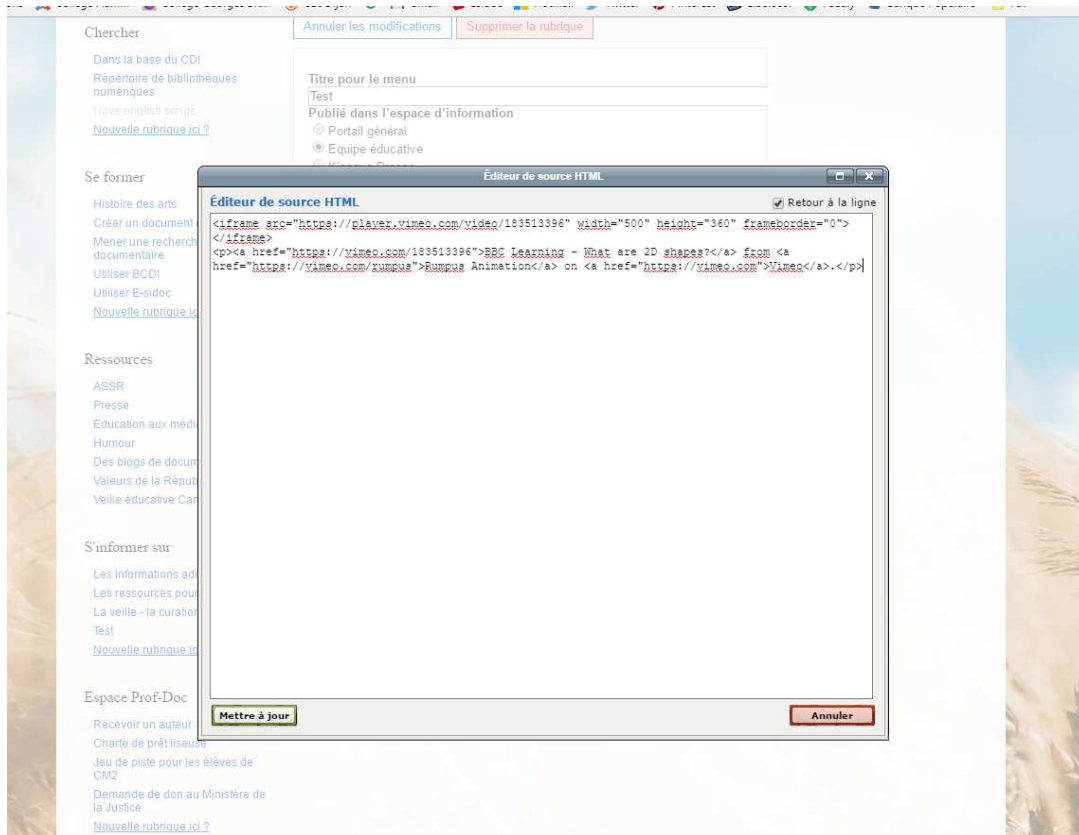 Annuler les modifications
Supprimer la rubrique
Chercher
Dans la base du CDI
Répertoire de bibliothèques
numériques
I love english songs
Nouvelle rubrique ici ?
Titre pour le menu
Test
Publié dans l'espace d'information
Portail général
Equipe éducative
Éditeur de source HTML
Éditeur de source HTML
Retour à la ligne
<iframe src="https://player.vimeo.com/video/183513396" width="500" height="360" frameborder="0">
</iframe>
<p><a href="https://vimeo.com/183513396">BBC Learning - What are 2D shapes?</a> from <a
href="https://vimeo.com/rumpus">Rumpus Animation</a> on <a href="https://vimeo.com">Vimeo</a>.</p>
Mettre à jour
Annuler
Se former
Histoire des arts
Créer un document
Mener une recherch
documentaire
Utiliser BCDI
Utiliser E-sidoc
Nouvelle rubrique ic
Ressources
ASSR
Presse
Education aux médi
Humour
Des blogs de docum
Valeurs de la Répub
Veille éducative Car
S'informer sur
Les informations adr
Les ressources pour
La veille - la curation
Test
Nouvelle rubrique ic
Espace Prof-Doc
Recevoir un auteur
Charte de prêt liseuse
Jeu de piste pour les élèves de
CM2
Demande de don au Ministère de
la Justice
Nouvelle rubrique ici ?